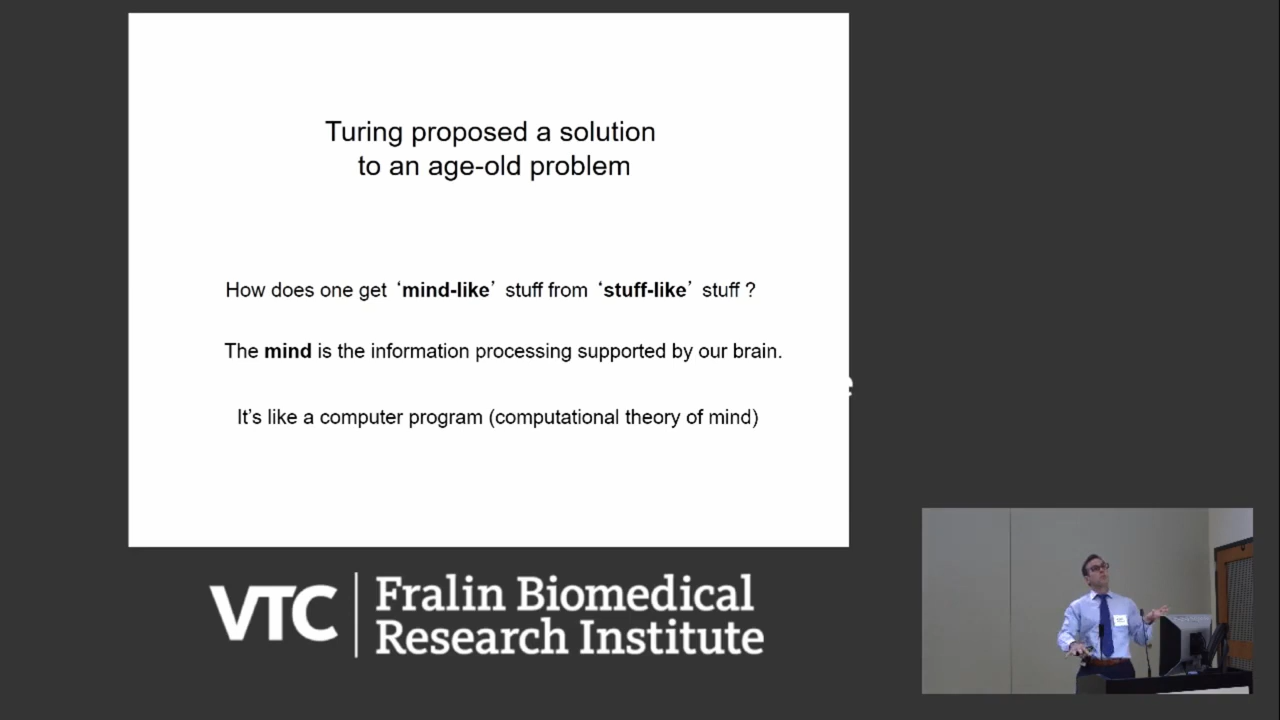 Turing proposed a solution
to an age-old problem
How does one get ‘mind-like’ stuff from ‘stuff-like’ stuff ?
The mind is the information processing supported by our brain.
It’s like a computer program (computational theory of mind)
VTC
Fralin Biomedical
Research Institute